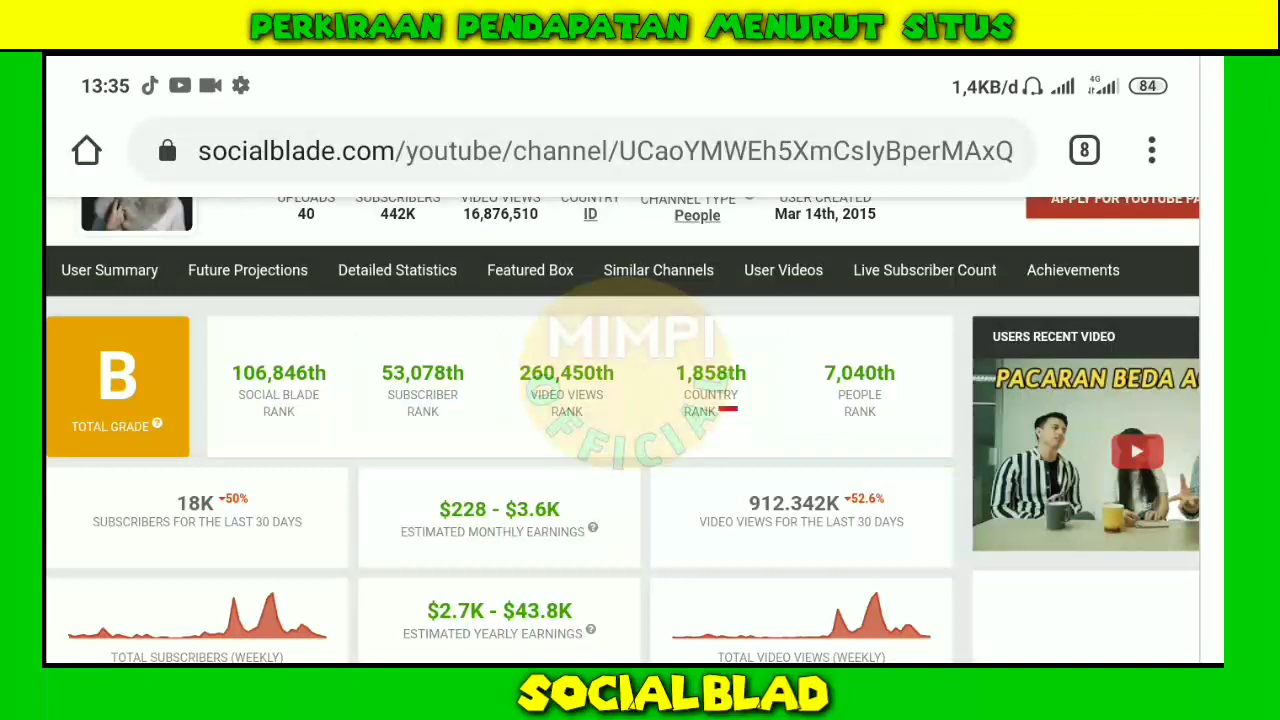 PERKIRAAN PENDAPATAN MENURUT SITUS
13:35
1,4KB/d 4G 84
socialblade.com/youtube/channel/UCaoYMWEh5XmCsIyBperMAxQ 8
UPLOADS SUBSCRIBERS VIDEO VIEWS COUNTRY CHANNEL TYPE USER CREATED
40 442K 16,876,510 ID People Mar 14th, 2015
APPLY FOR YOUTUBE PA
User Summary Future Projections Detailed Statistics Featured Box Similar Channels User Videos Live Subscriber Count Achievements
B
TOTAL GRADE
106,846th 53,078th 260,450th 1,858th 7,040th
SOCIAL BLADE SUBSCRIBER VIDEO VIEWS COUNTRY PEOPLE
RANK RANK RANK RANK RANK
MIMPI
OFFICIAL
USERS RECENT VIDEO
PACARAN BEDA AG
18K -50%
SUBSCRIBERS FOR THE LAST 30 DAYS
$228 - $3.6K
ESTIMATED MONTHLY EARNINGS
912.342K -52.6%
VIDEO VIEWS FOR THE LAST 30 DAYS
$2.7K - $43.8K
ESTIMATED YEARLY EARNINGS
TOTAL SUBSCRIBERS (WEEKLY)
TOTAL VIDEO VIEWS (WEEKLY)
SOCIALBLAD